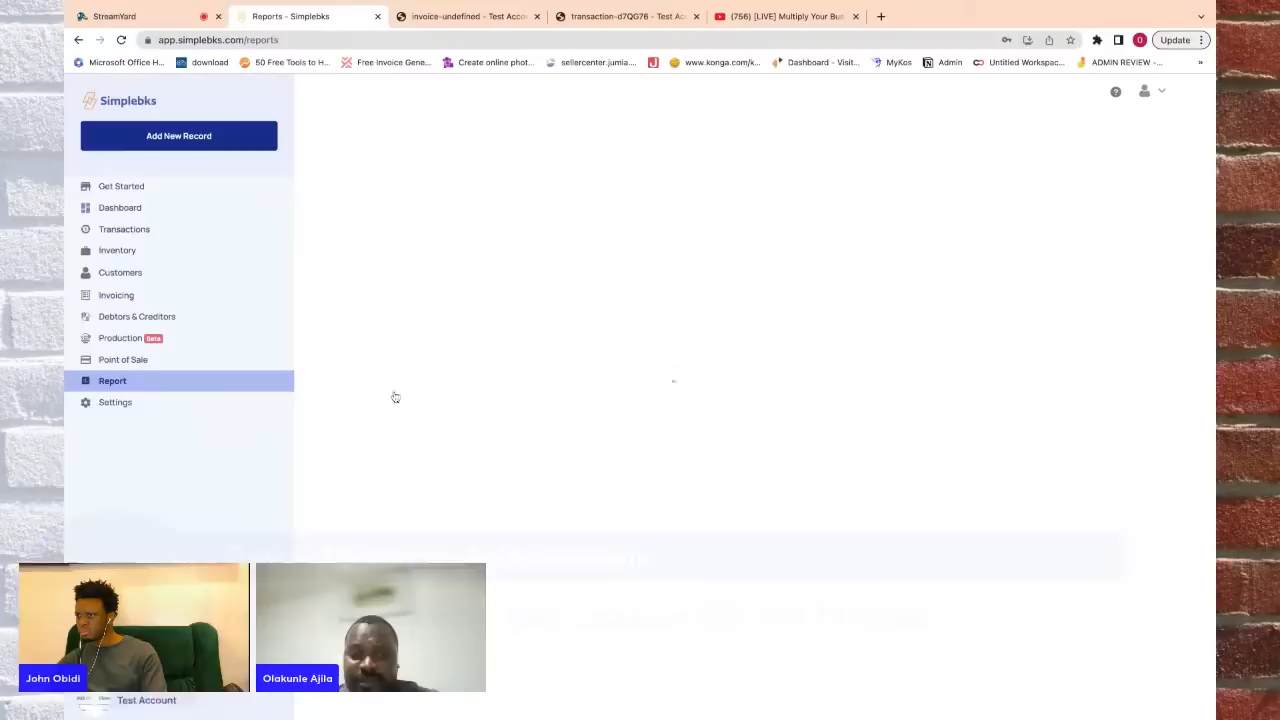 StreamYard
Reports - Simplebks
invoice-undefined - Test Acco
transaction-d7QG76 - Test Ac
(756) [LIVE] Multiply Your Bus
app.simplebks.com/reports
Update
Microsoft Office H...
download
50 Free Tools to H...
Free Invoice Gene...
Create online phot...
sellercenter.jumia....
www.konga.com/k...
Dashboard - Visit...
MyKos
Admin
Untitled Workspac...
ADMIN REVIEW -...
»
Simplebks
Add New Record
Get Started
Dashboard
Transactions
Inventory
Customers
Invoicing
Debtors & Creditors
Production Beta
Point of Sale
Report
Settings
John Obidi
Olakunle Ajila
Test Account